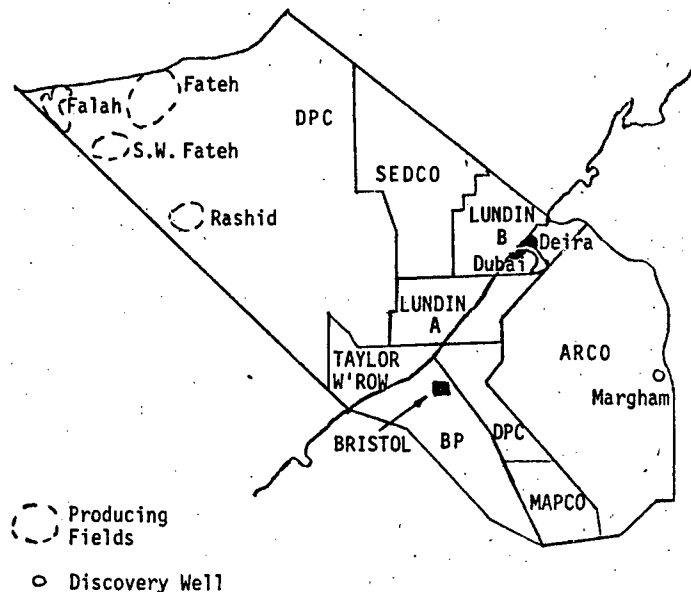 Fateh
Falah
DPC
S.W. Fateh
SEDCO
Rashid
LUNDIN
B
Deira
Dubai
LUNDIN
A
ARCO
TAYLOR
W'ROW
Margham
BRISTOL
BP
DPC
MAPCO
Producing
Fields
Discovery Well